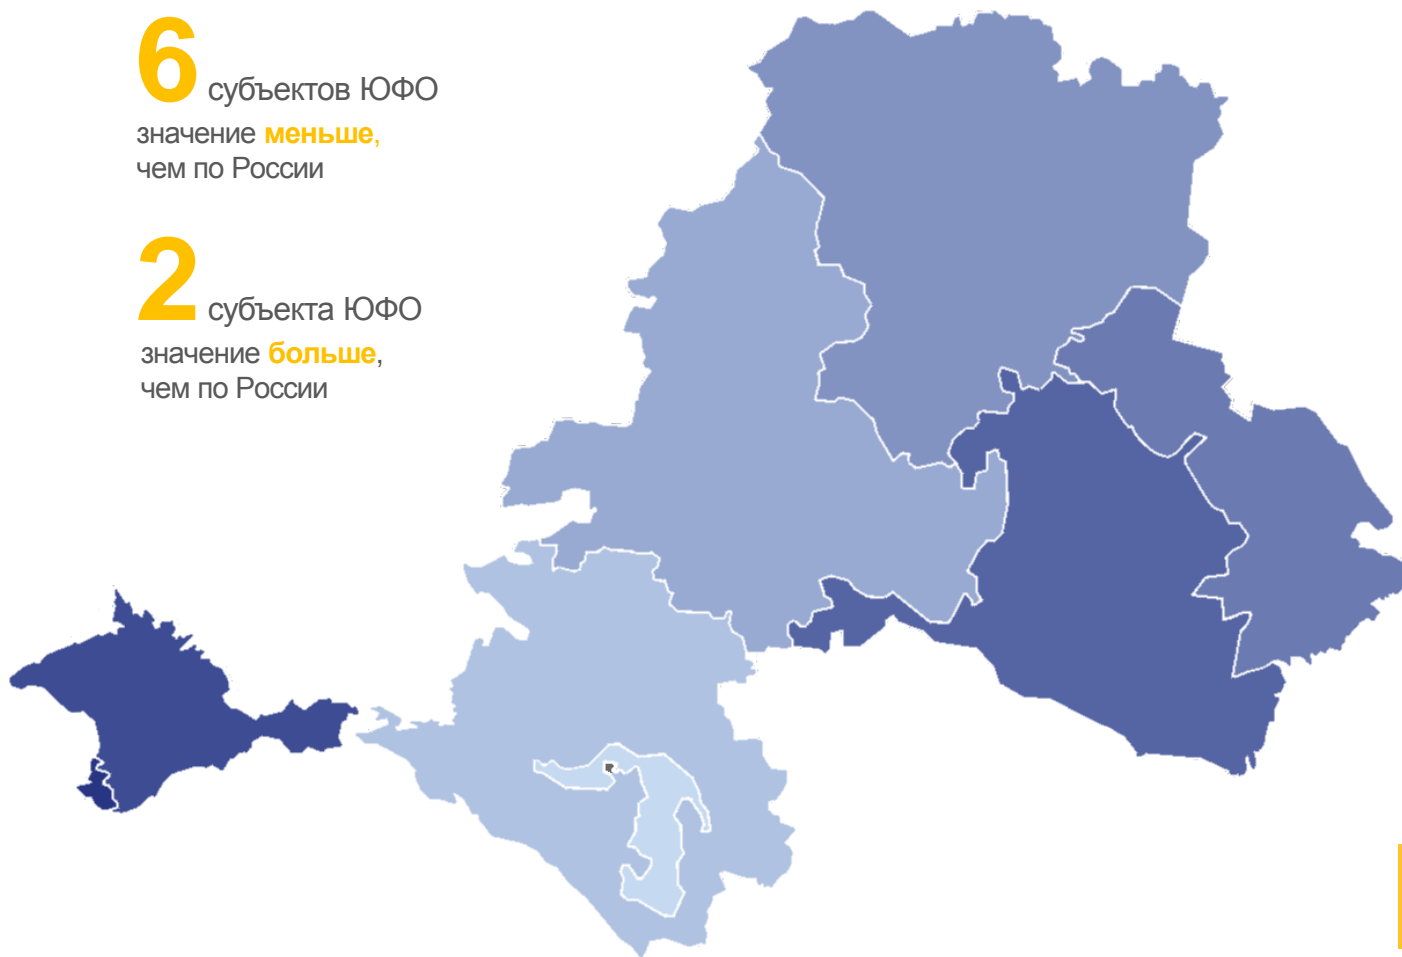 6 субъектов ЮФО
значение меньше,
чем по России
2 субъекта ЮФО
значение больше,
чем по России